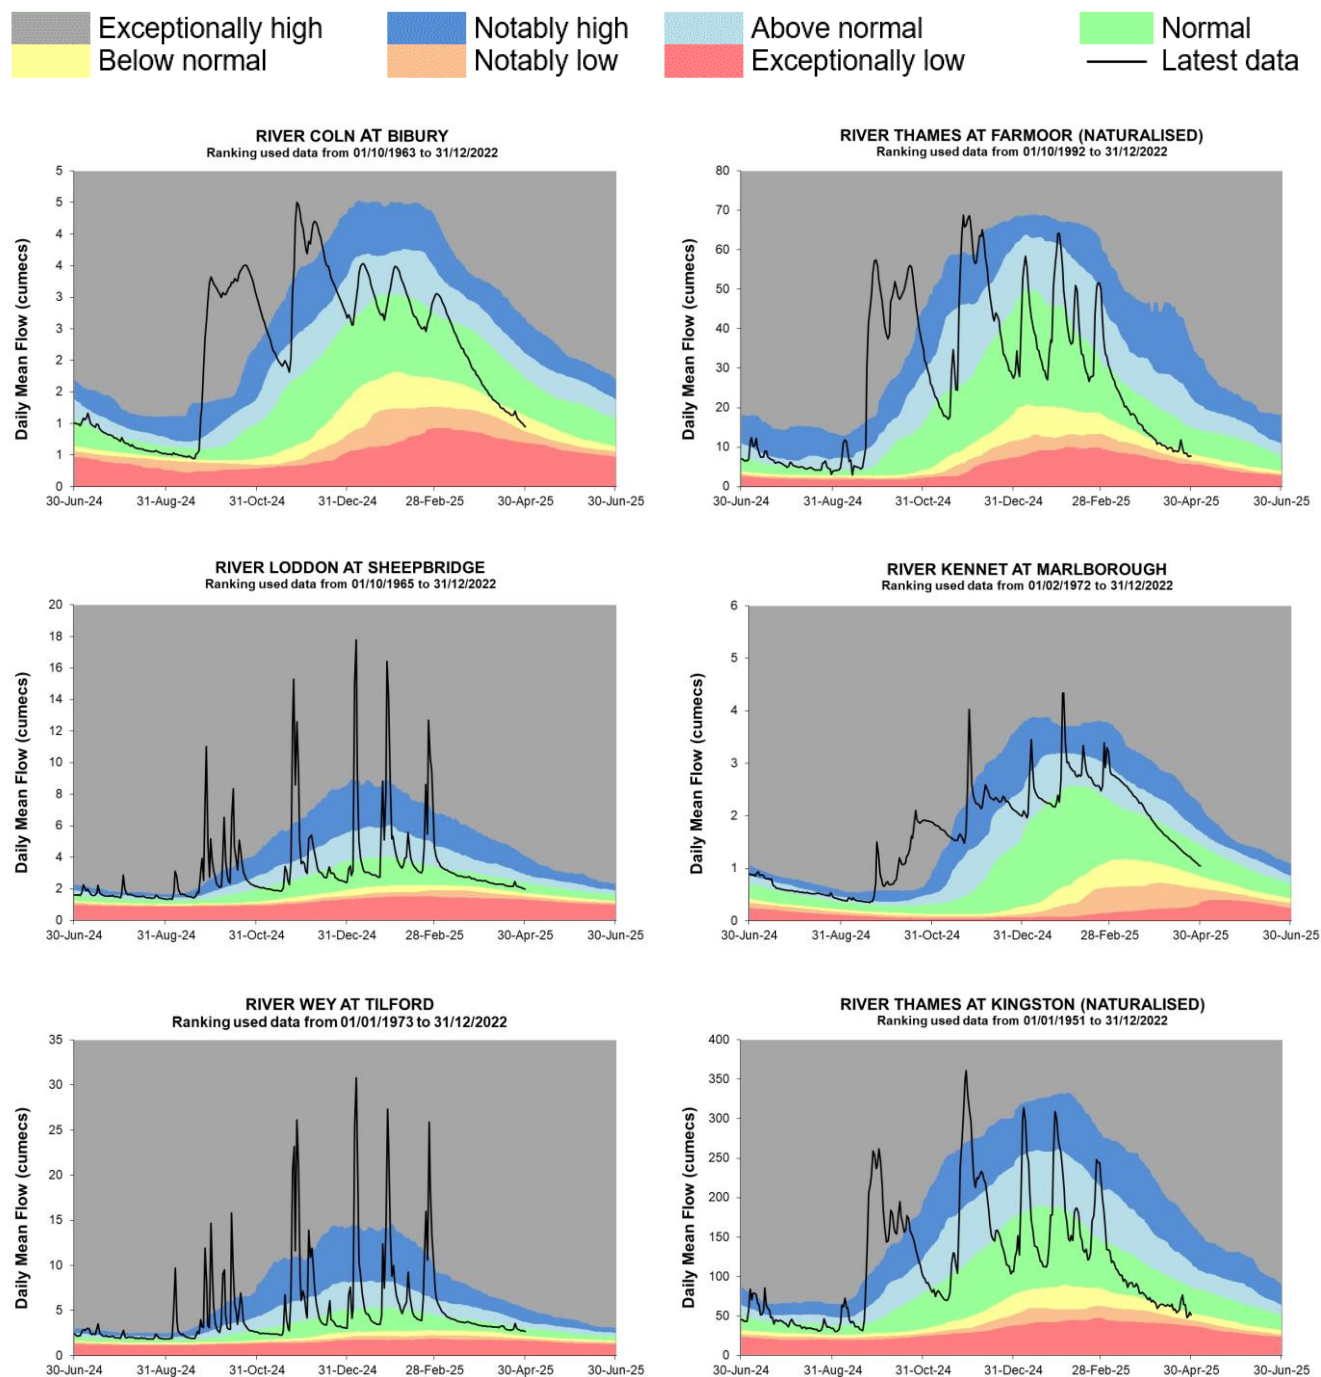 Exceptionally high Notably high Above normal Normal
Below normal Notably low Exceptionally low Latest data
RIVER COLN AT BIBURY
Ranking used data from 01/10/1963 to 31/12/2022
Daily Mean Flow (cumecs)
5
5
4
4
3
3
2
2
1
1
0
30-Jun-24 31-Aug-24 31-Oct-24 31-Dec-24 28-Feb-25 30-Apr-25 30-Jun-25
RIVER THAMES AT FARMOOR (NATURALISED)
Ranking used data from 01/10/1992 to 31/12/2022
Daily Mean Flow (cumecs)
80
70
60
50
40
30
20
10
0
30-Jun-24 31-Aug-24 31-Oct-24 31-Dec-24 28-Feb-25 30-Apr-25 30-Jun-25
RIVER LODDON AT SHEEPBRIDGE
Ranking used data from 01/10/1965 to 31/12/2022
Daily Mean Flow (cumecs)
20
18
16
14
12
10
8
6
4
2
0
30-Jun-24 31-Aug-24 31-Oct-24 31-Dec-24 28-Feb-25 30-Apr-25 30-Jun-25
RIVER KENNET AT MARLBOROUGH
Ranking used data from 01/02/1972 to 31/12/2022
Daily Mean Flow (cumecs)
6
5
4
3
2
1
0
30-Jun-24 31-Aug-24 31-Oct-24 31-Dec-24 28-Feb-25 30-Apr-25 30-Jun-25
RIVER WEY AT TILFORD
Ranking used data from 01/01/1973 to 31/12/2022
Daily Mean Flow (cumecs)
35
30
25
20
15
10
5
0
30-Jun-24 31-Aug-24 31-Oct-24 31-Dec-24 28-Feb-25 30-Apr-25 30-Jun-25
RIVER THAMES AT KINGSTON (NATURALISED)
Ranking used data from 01/01/1951 to 31/12/2022
Daily Mean Flow (cumecs)
400
350
300
250
200
150
100
50
0
30-Jun-24 31-Aug-24 31-Oct-24 31-Dec-24 28-Feb-25 30-Apr-25 30-Jun-25